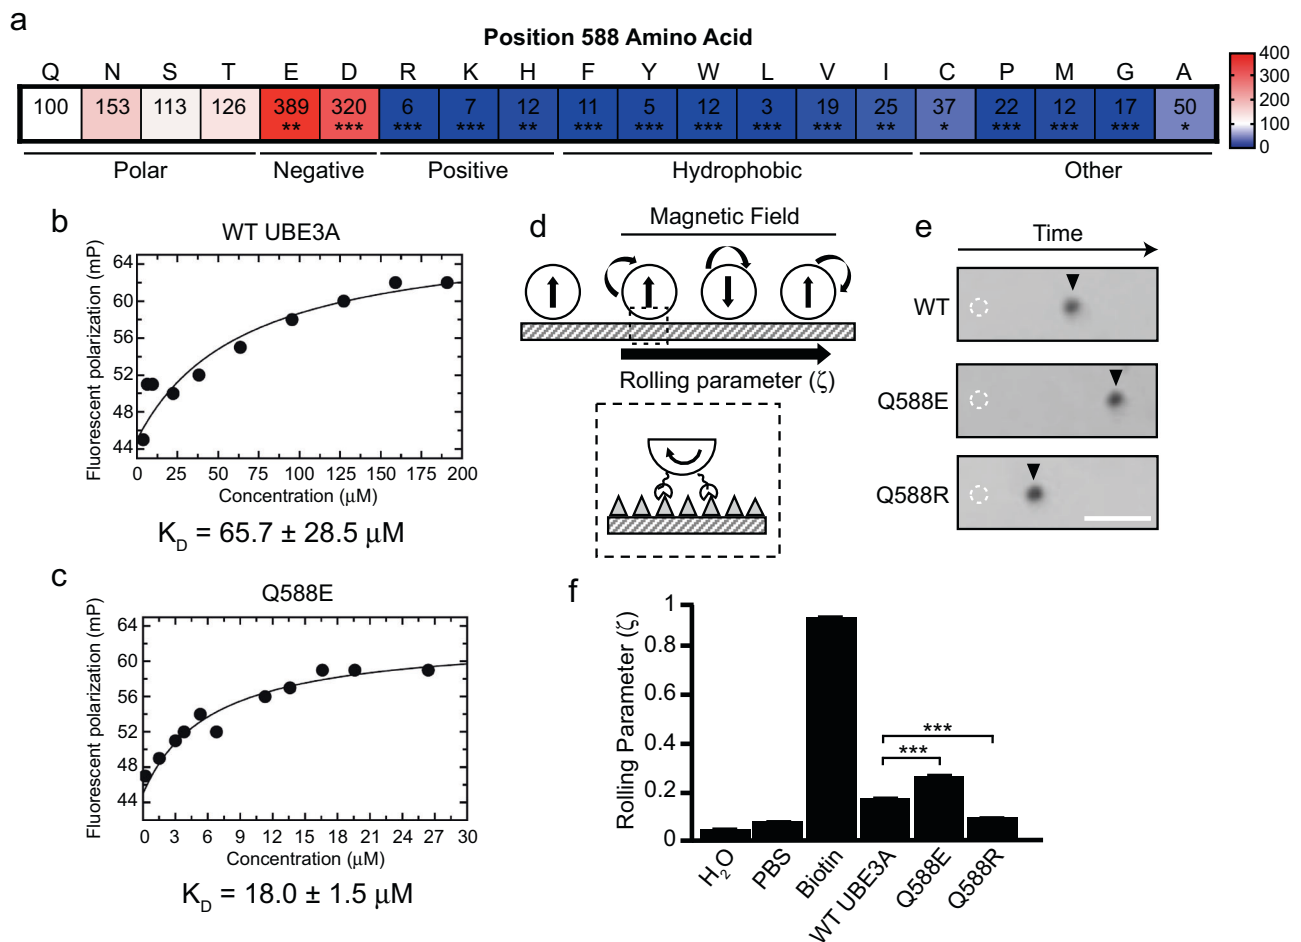 a
Position 588 Amino Acid
Q N S T E D R K H F Y W L V I C P M G A
100 153 113 126 389 320 6 7 12 11 5 12 3 19 25 37 22 12 17 50
** *** *** *** ** *** *** *** *** *** ** * *** *** *** *
Polar Negative Positive Hydrophobic Other
400
300
200
100
0
b
WT UBE3A
Fluorescent polarization (mP)
64
60
56
52
48
44
0 25 50 75 100 125 150 175 200
Concentration (μM)
K_D = 65.7 ± 28.5 μM
c
Q588E
Fluorescent polarization (mP)
64
60
56
52
48
44
0 3 6 9 12 15 18 21 24 27 30
Concentration (μM)
K_D = 18.0 ± 1.5 μM
d
Magnetic Field
Rolling parameter (ζ)
e
Time
WT
Q588E
Q588R
f
Rolling Parameter (ζ)
1
0.8
0.6
0.4
0.2
0
***
***
H₂O
PBS
Biotin
WT UBE3A
Q588E
Q588R